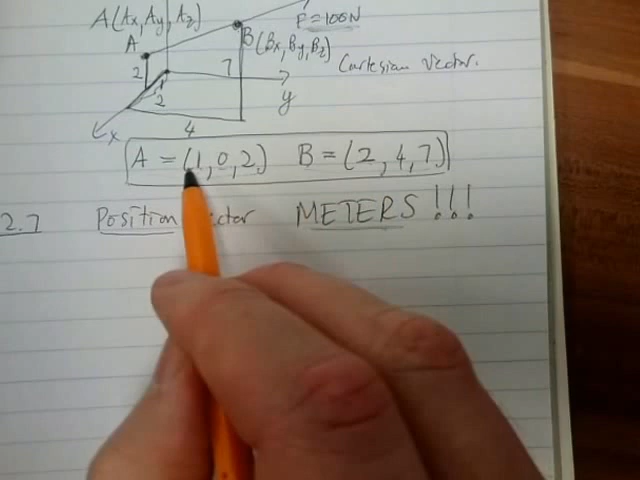 A(Ax,Ay,Az) F=100N
A B(Bx,By,Bz)
2 7 Cartesian Vector.
1 2 y
x 4
A = (1,0,2) B = (2,4,7)
2.7 Position METERS!!!